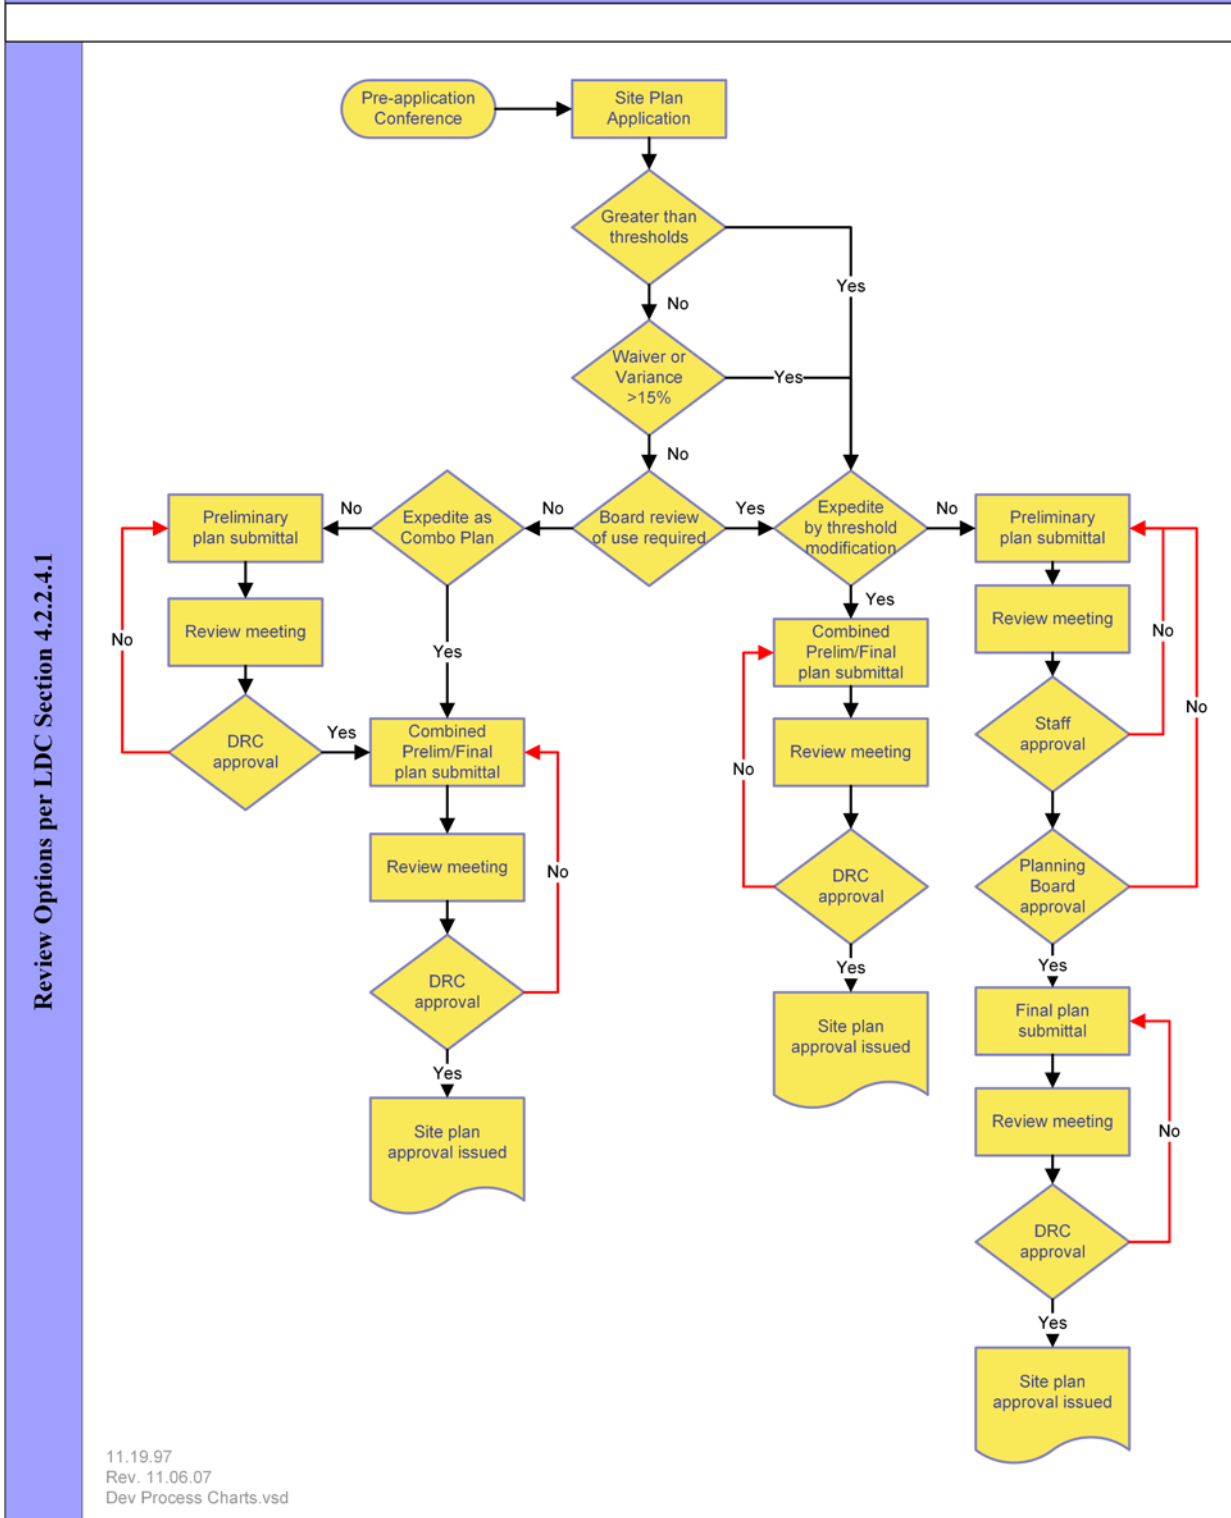 Review Options per LDC Section 4.2.2.4.1
Pre-application
Conference
Site Plan
Application
Greater than
thresholds
Yes
No
Waiver or
Variance
>15%
Yes
No
Preliminary
plan submittal
No
Expedite as
Combo Plan
No
Board review
of use required
Yes
Expedite
by threshold
modification
No
Preliminary
plan submittal
Yes
Review meeting
No
Yes
Combined
Prelim/Final
plan submittal
Review meeting
No
No
DRC
approval
Yes
Combined
Prelim/Final
plan submittal
Review meeting
No
Staff
approval
Review meeting
No
DRC
approval
Planning
Board
approval
Yes
Yes
DRC
approval
Yes
Site plan
approval issued
Final plan
submittal
Review meeting
No
Site plan
approval issued
DRC
approval
Yes
Site plan
approval issued
11.19.97
Rev. 11.06.07
Dev Process Charts.vsd